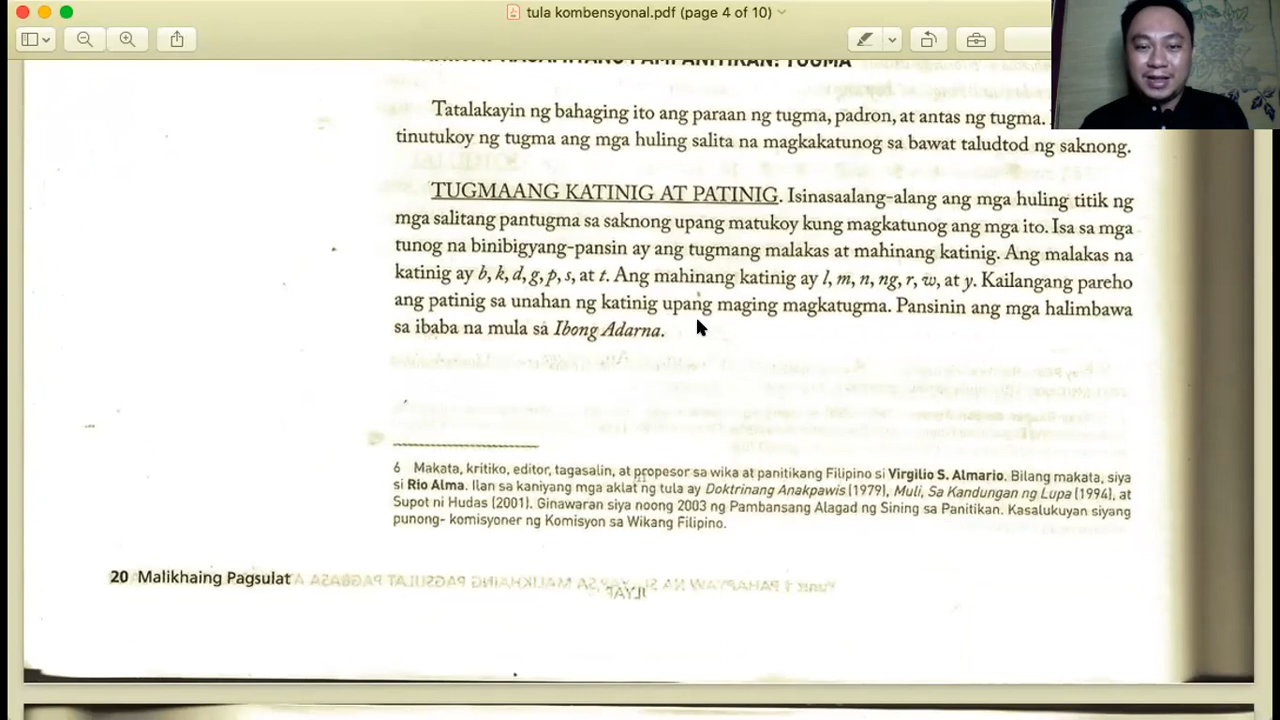 tula kombensyonal.pdf (page 4 of 10)
TUGMA
Tatalakayin ng bahaging ito ang paraan ng tugma, padron, at antas ng tugma.
tinutukoy ng tugma ang mga huling salita na magkakatunog sa bawat taludtod ng saknong.
TUGMAANG KATINIG AT PATINIG. Isinasaalang-alang ang mga huling titik ng
mga salitang pantugma sa saknong upang matukoy kung magkatunog ang mga ito. Isa sa mga
tunog na binibigyang-pansin ay ang tugmang malakas at mahinang katinig. Ang malakas na
katinig ay b, k, d, g, p, s, at t. Ang mahinang katinig ay l, m, n, ng, r, w, at y. Kailangang pareho
ang patinig sa unahan ng katinig upang maging magkatugma. Pansinin ang mga halimbawa
sa ibaba na mula sa Ibong Adarna.
6 Makata, kritiko, editor, tagasalin, at propesor sa wika at panitikang Filipino si Virgilio S. Almario. Bilang makata, siya
si Rio Alma. Ilan sa kaniyang mga aklat ng tula ay Doktrinang Anakpawis (1979), Muli, Sa Kandungan ng Lupa (1994), at
Supot ni Hudas (2001). Ginawaran siya noong 2003 ng Pambansang Alagad ng Sining sa Panitikan. Kasalukuyan siyang
punong- komisyoner ng Komisyon sa Wikang Filipino.
20 Malikhaing Pagsulat